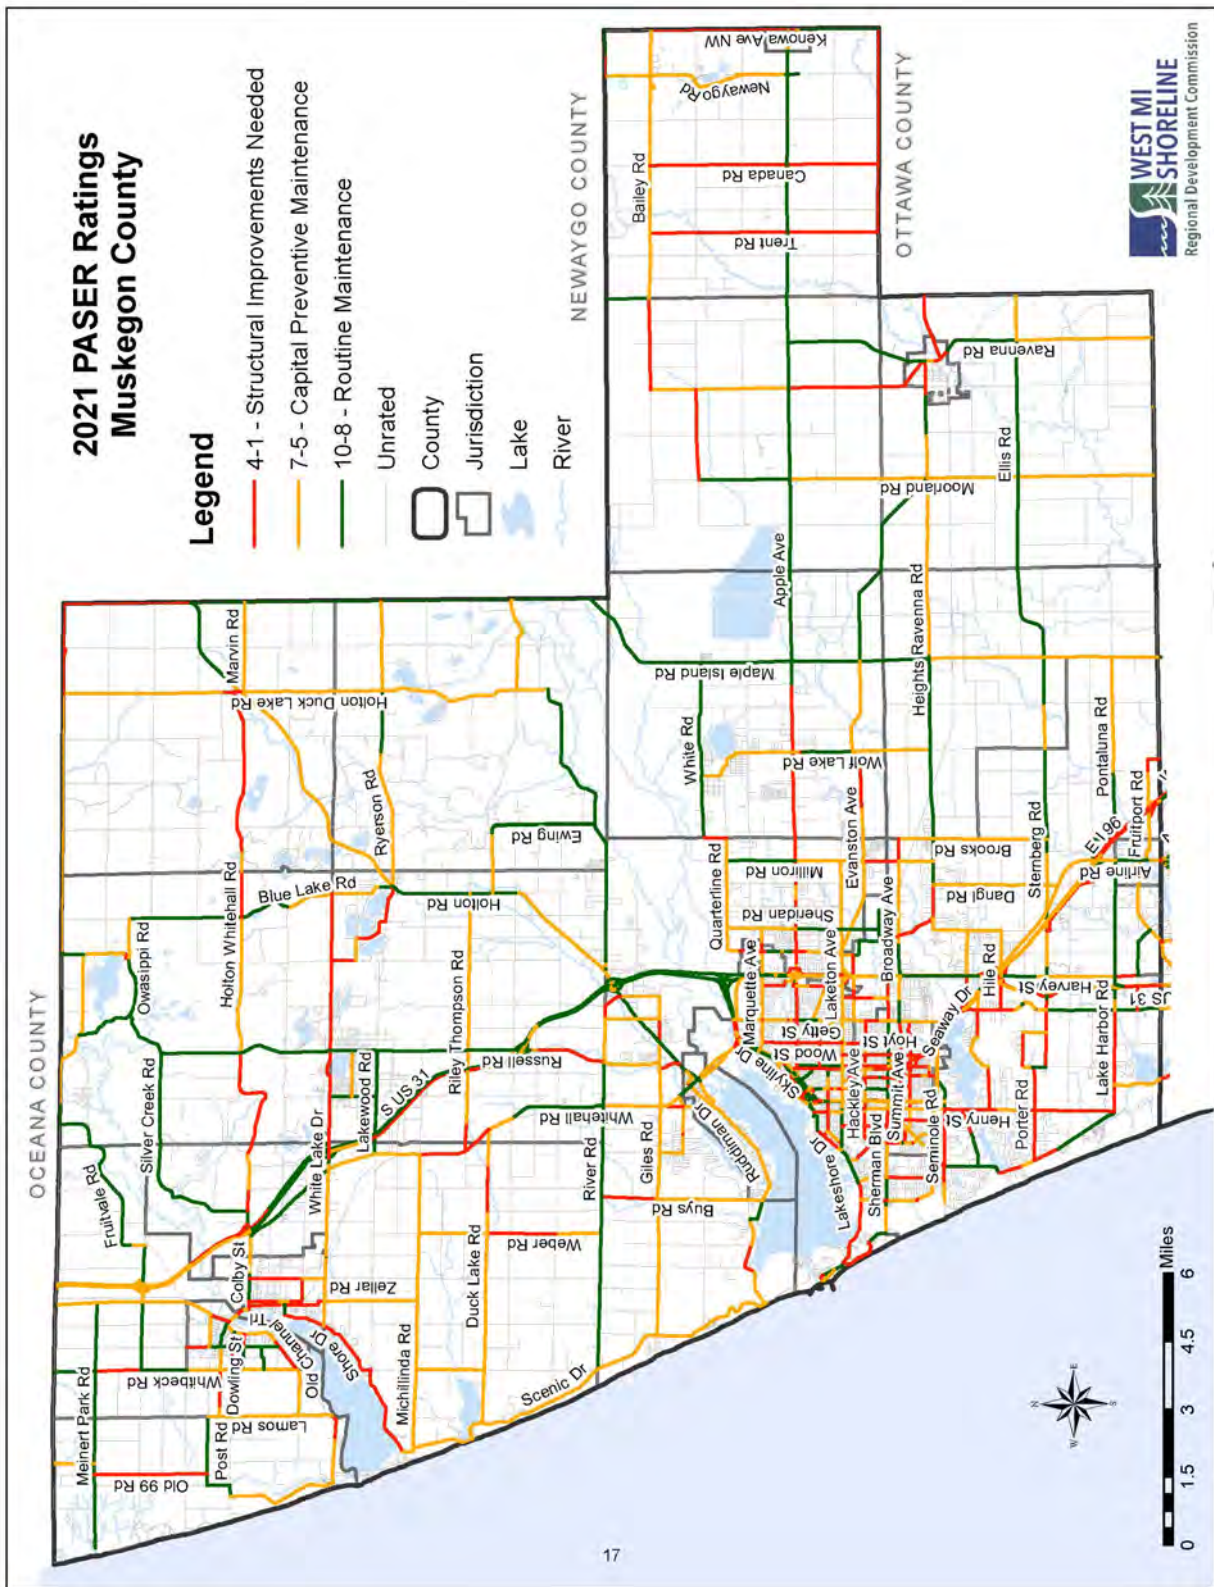 2021 PASER Ratings
Muskegon County
Legend
4-1 - Structural Improvements Needed
7-5 - Capital Preventive Maintenance
10-8 - Routine Maintenance
Unrated
County
Jurisdiction
Lake
River
OCEANA COUNTY
NEWAYGO COUNTY
OTTAWA COUNTY
Meinert Park Rd
Old 99 Rd
Post Rd
Lamos Rd
Whitbeck Rd
Dowling St
Old Channel Trl
Fruitvale Rd
Silver Creek Rd
Owasippi Rd
Colby St
White Lake Dr
Zellar Rd
Shore Dr
Michillinda Rd
Duck Lake Rd
Weber Rd
Scenic Dr
Holton Whitehall Rd
Blue Lake Rd
Marvin Rd
Holton Duck Lake Rd
Ryerson Rd
Ewing Rd
Holton Rd
Lakewood Rd
S US 31
Riley Thompson Rd
Russell Rd
Whitehall Rd
River Rd
Giles Rd
Buys Rd
Ruddiman Dr
Bailey Rd
Newaygo Rd
Kenowa Ave NW
Canada Rd
Trent Rd
Apple Ave
Maple Island Rd
White Rd
Wolf Lake Rd
Evanston Ave
Heights Ravenna Rd
Moorland Rd
Ravenna Rd
Ellis Rd
Quarterline Rd
Milliron Rd
Sheridan Rd
Marquette Ave
Laketon Ave
Broadway Ave
Brooks Rd
Dangl Rd
Sternberg Rd
Pontaluna Rd
Fruitport Rd
E I 96
Airline Rd
Hile Rd
Harvey St
US 31
Lake Harbor Rd
Getty St
Wood St
Hoyt St
Seaway Dr
Skyline Dr
Hackley Ave
Summit Ave
Sherman Blvd
Seminole Rd
Henry St
Porter Rd
Lakeshore Dr
N
W
E
S
0 1.5 3 4.5 6
Miles
WEST MI
SHORELINE
Regional Development Commission
17